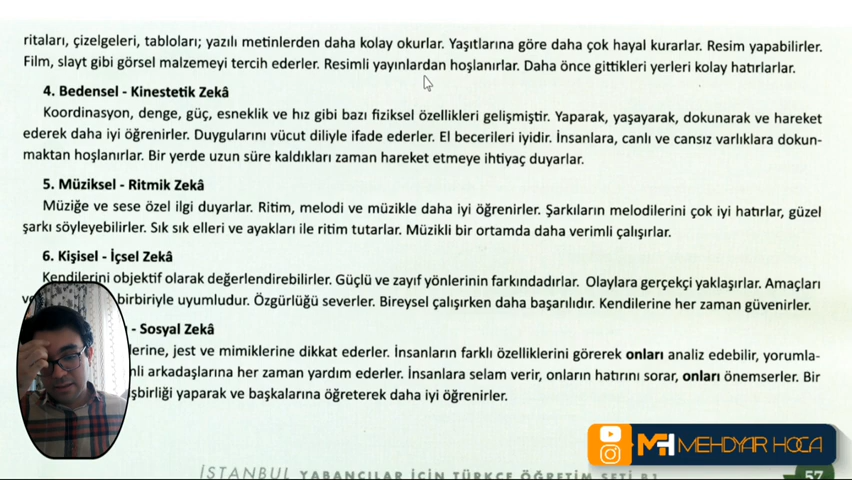 ritaları, çizelgeleri, tabloları; yazılı metinlerden daha kolay okurlar. Yaşıtlarına göre daha çok hayal kurarlar. Resim yapabilirler.
Film, slayt gibi görsel malzemeyi tercih ederler. Resimli yayınlardan hoşlanırlar. Daha önce gittikleri yerleri kolay hatırlarlar.
4. Bedensel - Kinestetik Zekâ
Koordinasyon, denge, güç, esneklik ve hız gibi bazı fiziksel özellikleri gelişmiştir. Yaparak, yaşayarak, dokunarak ve hareket
ederek daha iyi öğrenirler. Duygularını vücut diliyle ifade ederler. El becerileri iyidir. İnsanlara, canlı ve cansız varlıklara dokun-
maktan hoşlanırlar. Bir yerde uzun süre kaldıkları zaman hareket etmeye ihtiyaç duyarlar.
5. Müziksel - Ritmik Zekâ
Müziğe ve sese özel ilgi duyarlar. Ritim, melodi ve müzikle daha iyi öğrenirler. Şarkıların melodilerini çok iyi hatırlar, güzel
şarkı söyleyebilirler. Sık sık elleri ve ayakları ile ritim tutarlar. Müzikli bir ortamda daha verimli çalışırlar.
6. Kişisel - İçsel Zekâ
Kendilerini objektif olarak değerlendirebilirler. Güçlü ve zayıf yönlerinin farkındadırlar. Olaylara gerçekçi yaklaşırlar. Amaçları
birbiriyle uyumludur. Özgürlüğü severler. Bireysel çalışırken daha başarılıdır. Kendilerine her zaman güvenirler.
- Sosyal Zekâ
lerine, jest ve mimiklerine dikkat ederler. İnsanların farklı özelliklerini görerek onları analiz edebilir, yorumla-
nli arkadaşlarına her zaman yardım ederler. İnsanlara selam verir, onların hatırını sorar, onları önemserler. Bir
işbirliği yaparak ve başkalarına öğreterek daha iyi öğrenirler.
MH MEHDYAR HOCA
İSTANBUL YABANCILAR İÇİN TÜRKÇE ÖĞRETİM SETİ B1
57